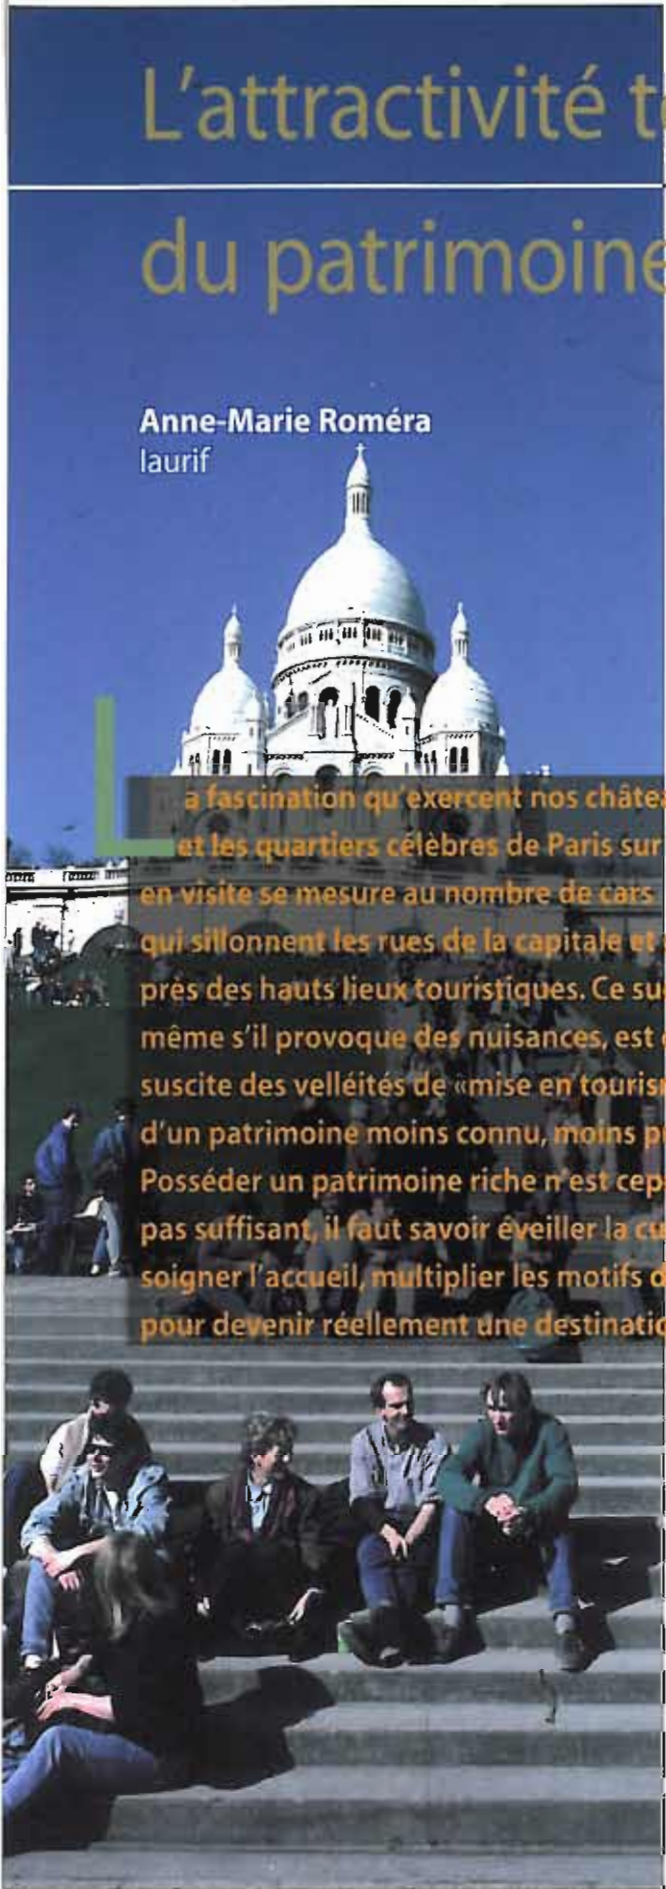 L'attractivité t
du patrimoine
Anne-Marie Roméra
Iaurif
La fascination qu'exercent nos châte
et les quartiers célèbres de Paris sur
en visite se mesure au nombre de cars
qui sillonnent les rues de la capitale et
près des hauts lieux touristiques. Ce su
même s'il provoque des nuisances, est
suscite des velléités de «mise en touris
d'un patrimoine moins connu, moins p
Posséder un patrimoine riche n'est cep
pas suffisant, il faut savoir éveiller la cu
soigner l'accueil, multiplier les motifs d
pour devenir réellement une destinatio